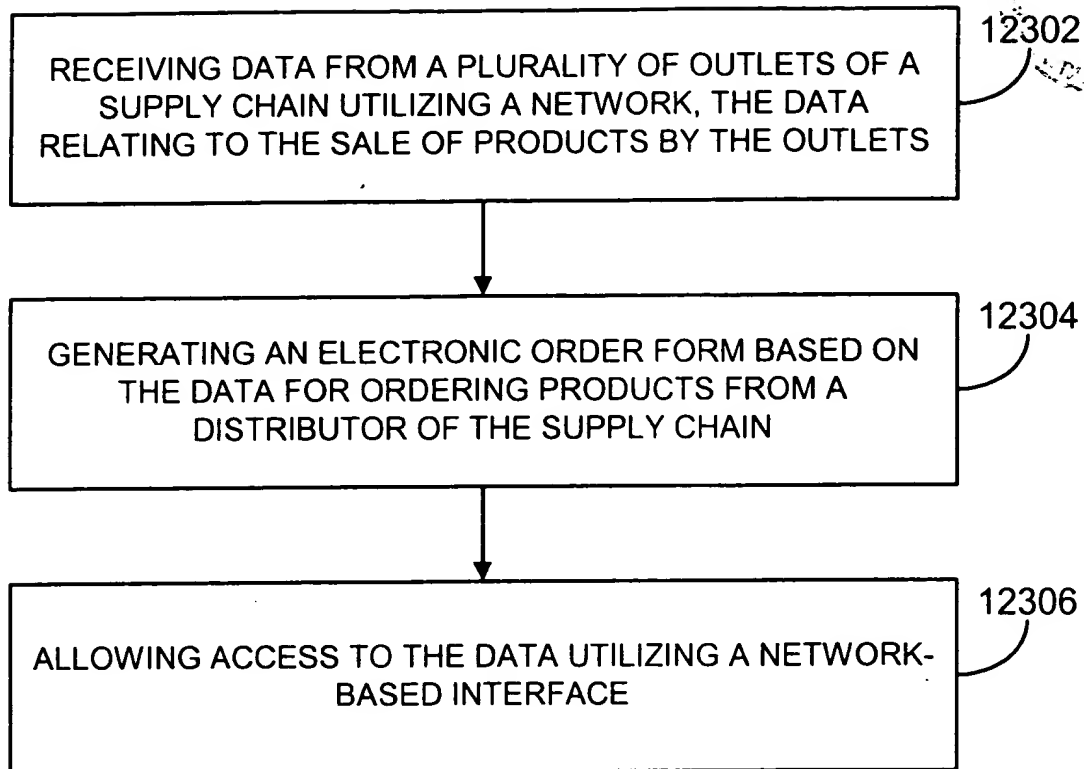 12302
RECEIVING DATA FROM A PLURALITY OF OUTLETS OF A
SUPPLY CHAIN UTILIZING A NETWORK, THE DATA
RELATING TO THE SALE OF PRODUCTS BY THE OUTLETS
12304
GENERATING AN ELECTRONIC ORDER FORM BASED ON
THE DATA FOR ORDERING PRODUCTS FROM A
DISTRIBUTOR OF THE SUPPLY CHAIN
12306
ALLOWING ACCESS TO THE DATA UTILIZING A NETWORK-
BASED INTERFACE